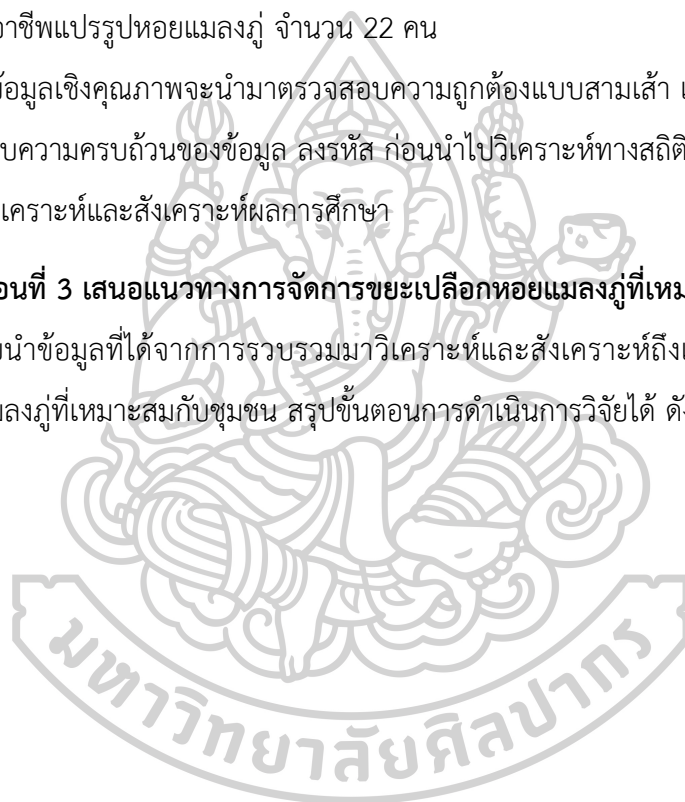 อาชีพแปรรูปหอยแมลงภู่ จำนวน 22 คน
ข้อมูลเชิงคุณภาพจะนำมาตรวจสอบความถูกต้องแบบสามเส้า
บความครบถ้วนของข้อมูล ลงรหัส ก่อนนำไปวิเคราะห์ทางสถิติ
เคราะห์และสังเคราะห์ผลการศึกษา
อนที่ 3 เสนอแนวทางการจัดการขยะเปลือกหอยแมลงภู่ที่เหม
นำข้อมูลที่ได้จากการรวบรวมมาวิเคราะห์และสังเคราะห์ถึง
มลงภู่ที่เหมาะสมกับชุมชน สรุปขั้นตอนการดำเนินการวิจัยได้ ดัง
มหาวิทยาลัยศิลปากร